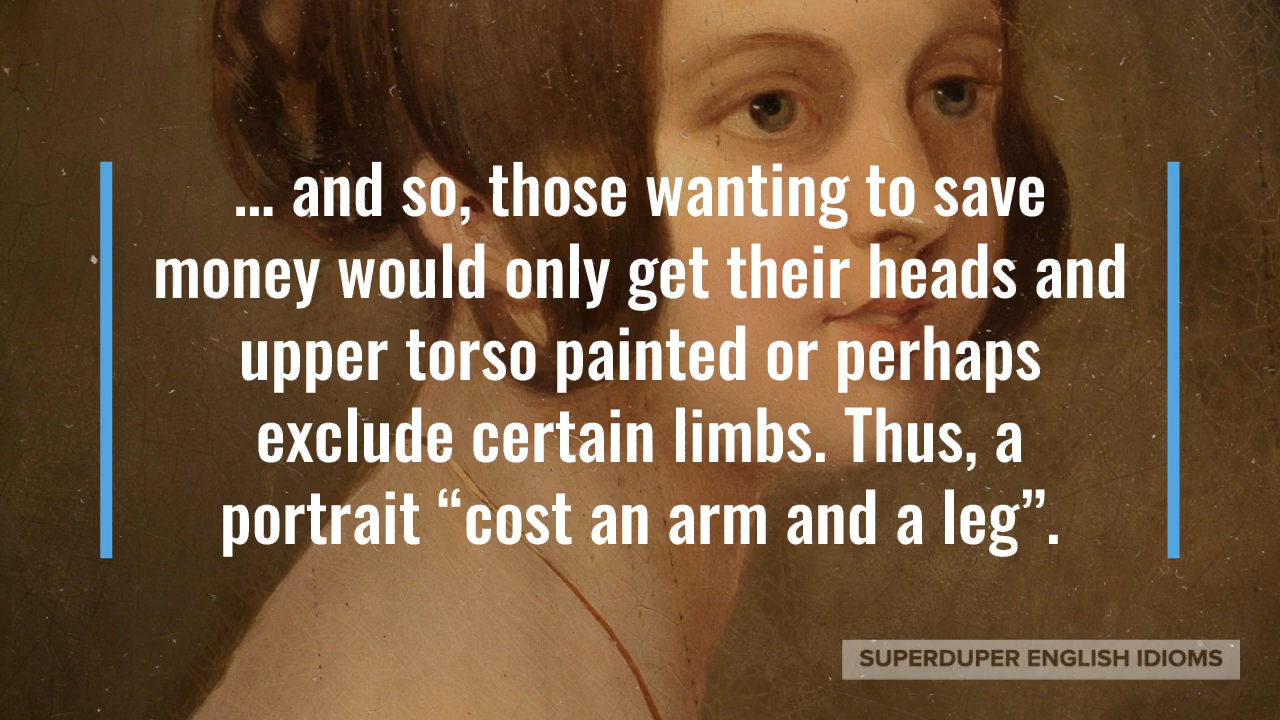 ... and so, those wanting to save
money would only get their heads and
upper torso painted or perhaps
exclude certain limbs. Thus, a
portrait “cost an arm and a leg”.
SUPERDUPER ENGLISH IDIOMS